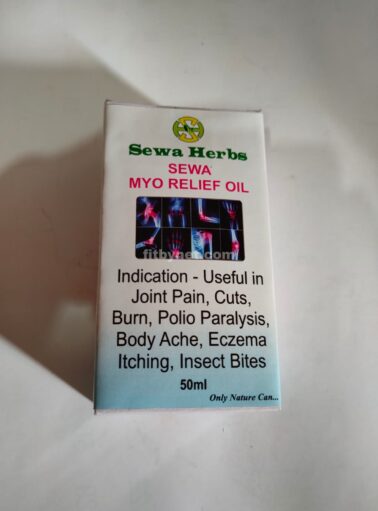 Sewa Herbs
SEWA
MYO RELIEF OIL
fitbynet.com
Indication - Useful in
Joint Pain, Cuts,
Burn, Polio Paralysis,
Body Ache, Eczema
Itching, Insect Bites
50ml
Only Nature Can...